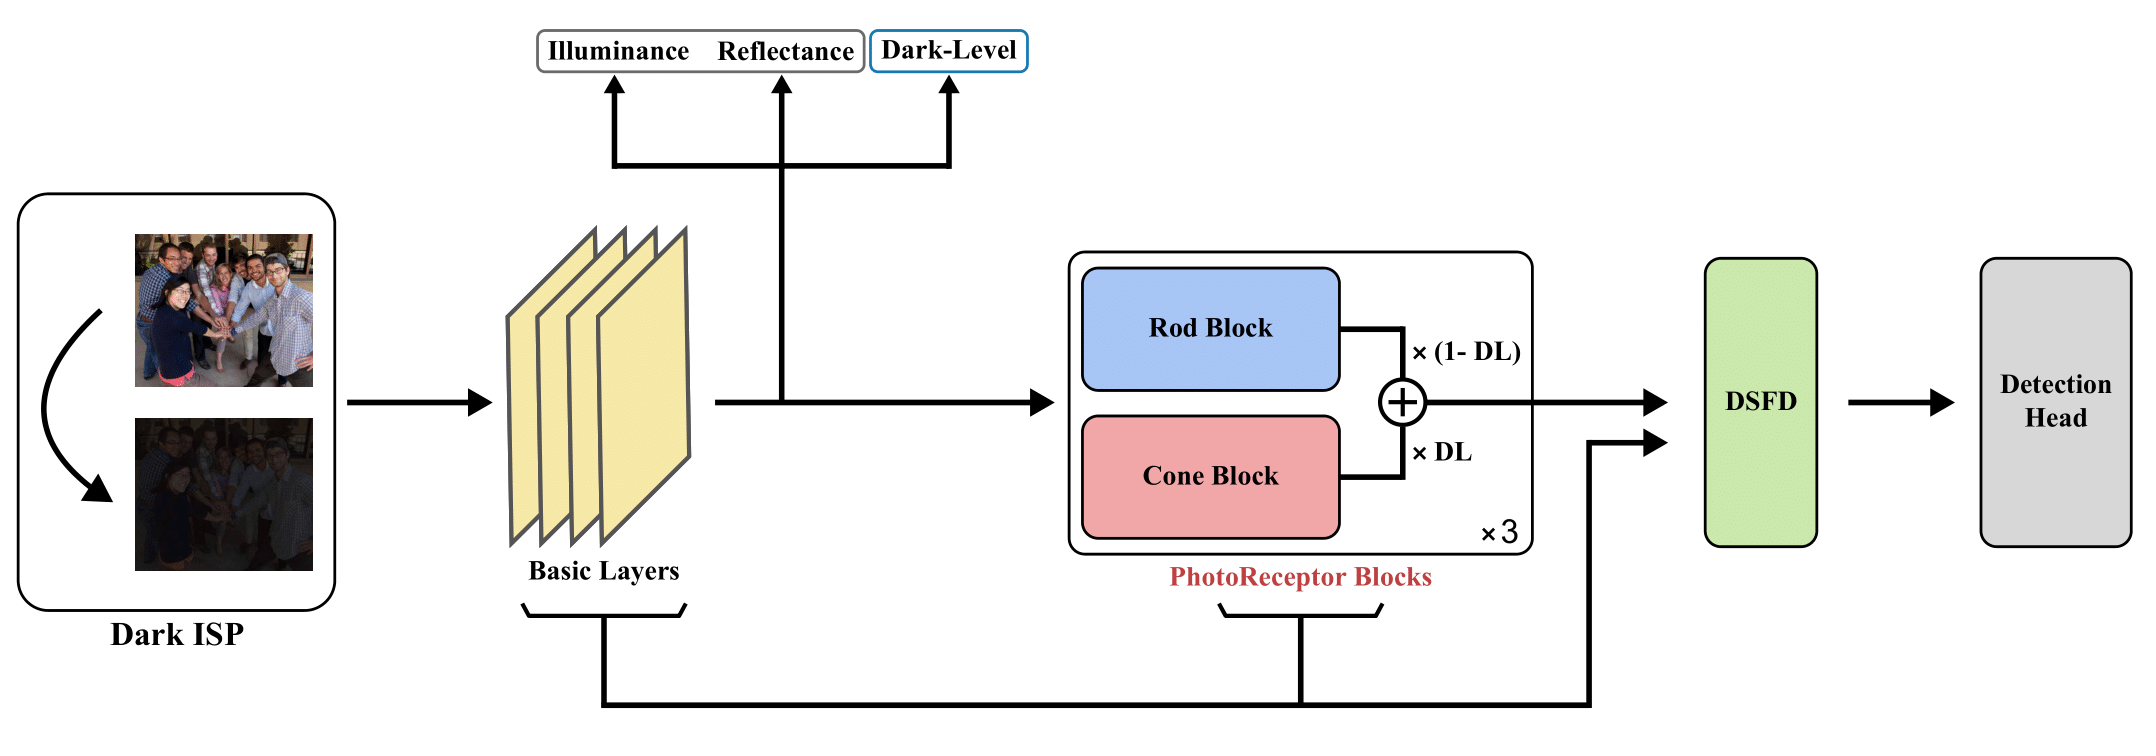 Illuminance Reflectance Dark-Level
Rod Block
× (1- DL)
DSFD
Detection
Head
Cone Block
× DL
×3
Basic Layers
PhotoReceptor Blocks
Dark ISP